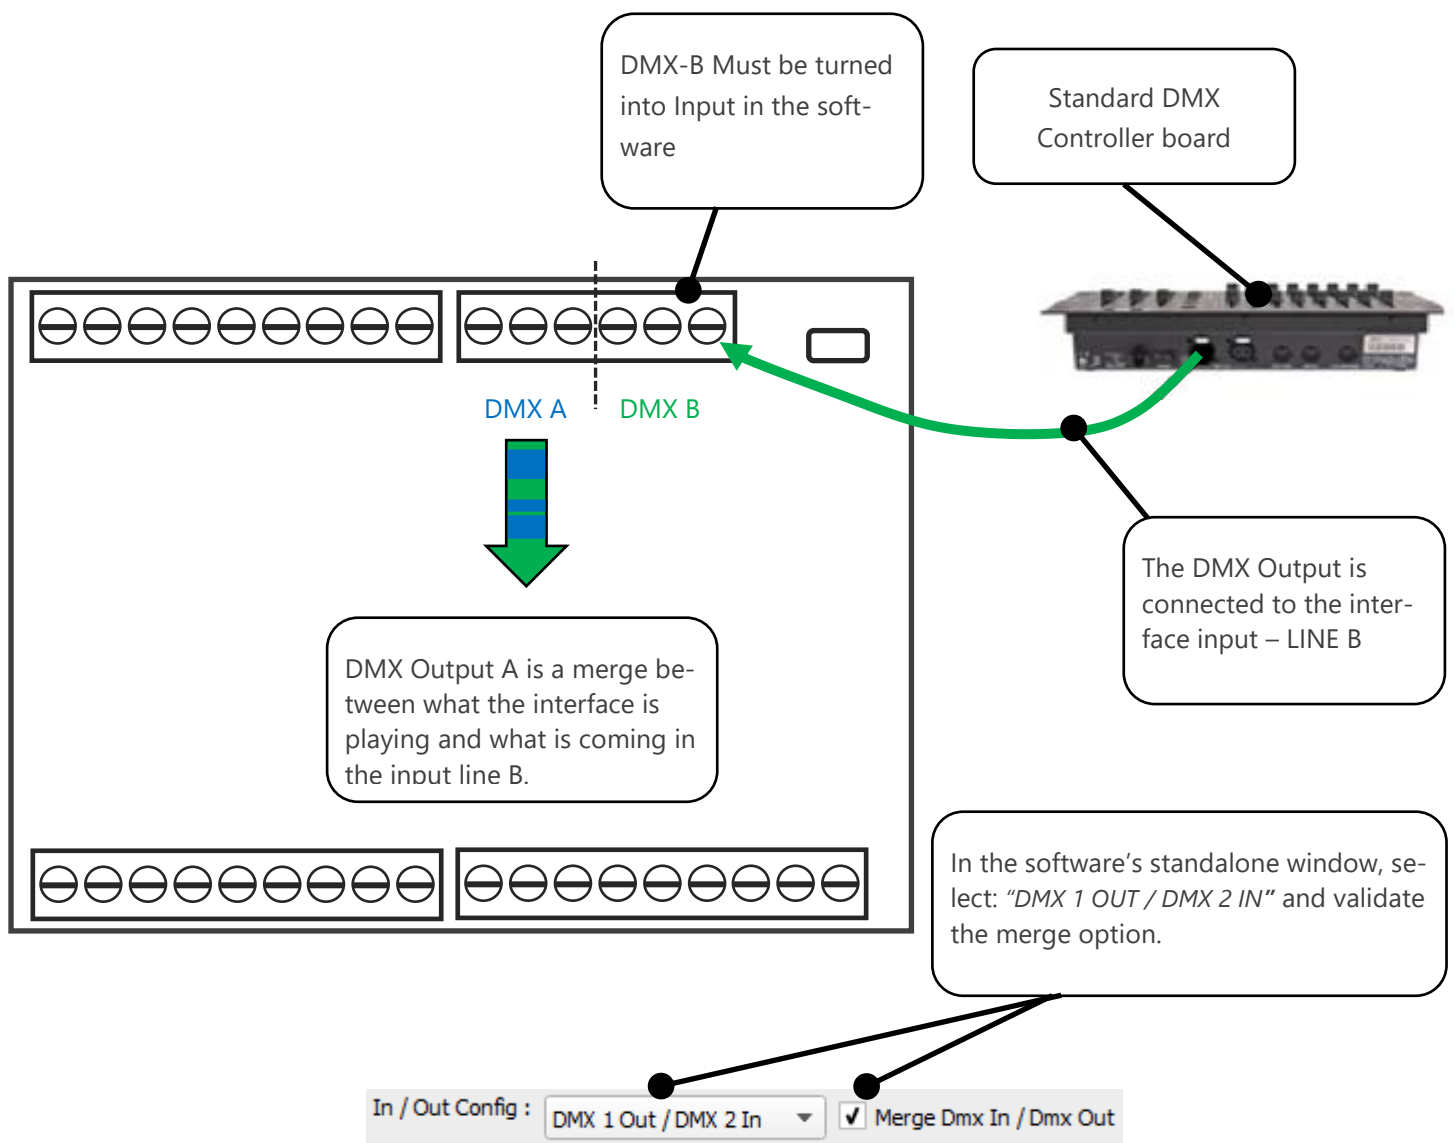 DMX-B Must be turned
into Input in the soft-
ware
Standard DMX
Controller board
DMX A
DMX B
The DMX Output is
connected to the inter-
face input – LINE B
DMX Output A is a merge be-
tween what the interface is
playing and what is coming in
the input line B.
In the software’s standalone window, se-
lect: “DMX 1 OUT / DMX 2 IN” and validate
the merge option.
In / Out Config :
DMX 1 Out / DMX 2 In
Merge Dmx In / Dmx Out